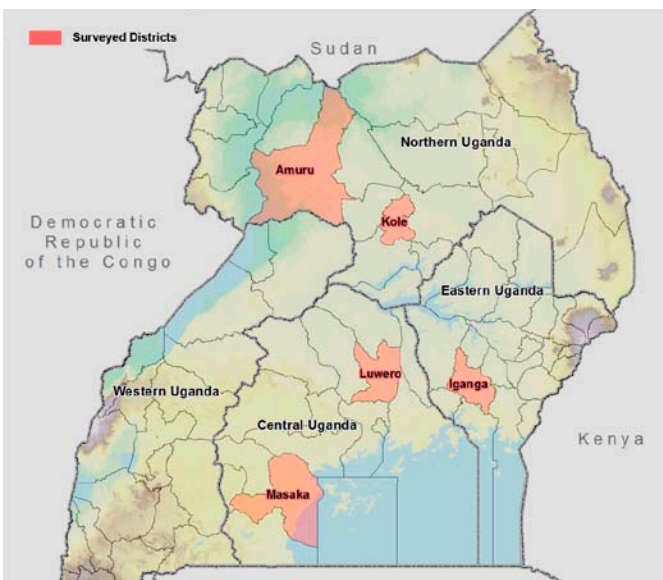 Surveyed Districts
Sudan
Northern Uganda
Amuru
Kole
Democratic
Republic
of the Congo
Eastern Uganda
Luwero
Iganga
Western Uganda
Central Uganda
Kenya
Masaka